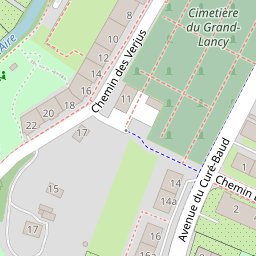 Cimetière
du Grand-
Lancy
Aire
Chemin des Verjus
10
8
14
12
16
18
20
22
11
17
15
17
Avenue du Curé-Baud
Chemin
14
14a
16
2